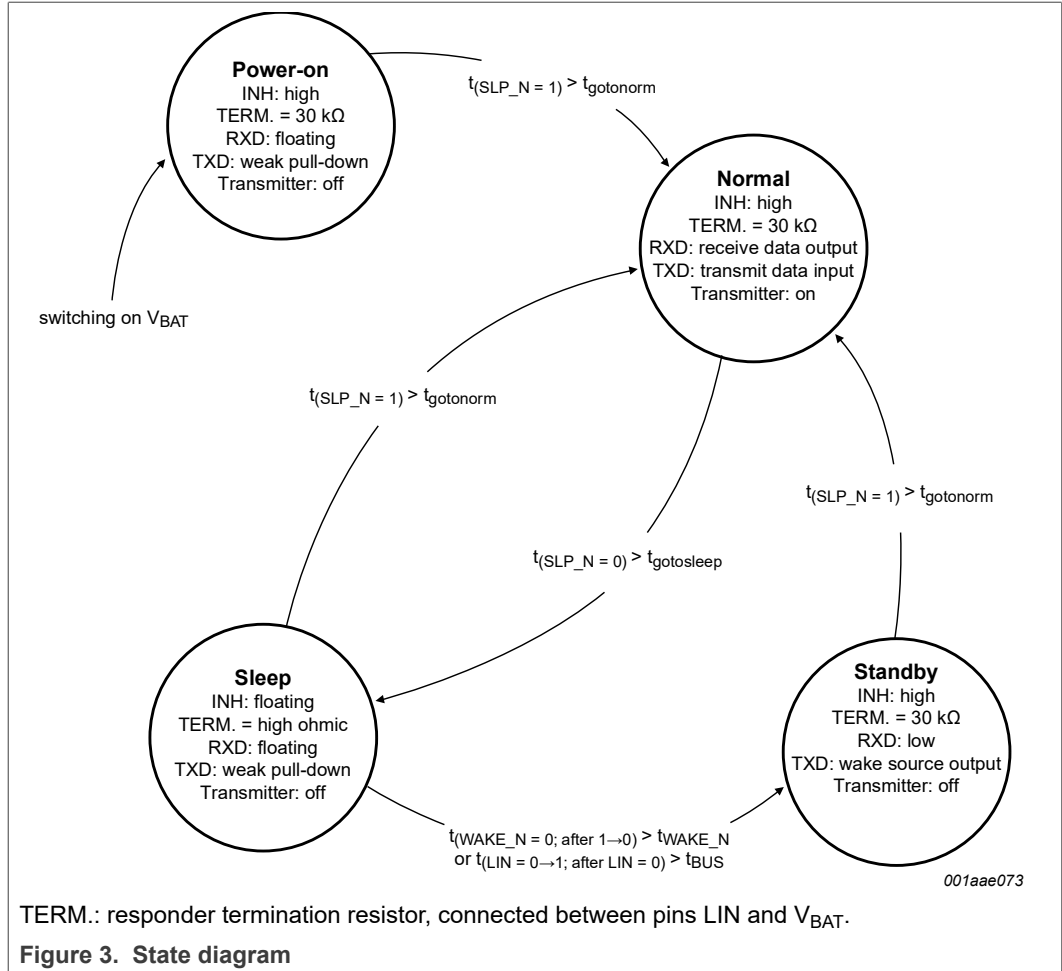 Power-on
INH: high
TERM. = 30 kΩ
RXD: floating
TXD: weak pull-down
Transmitter: off
t(SLP_N = 1) > tgotonorm
switching on VBAT
Normal
INH: high
TERM. = 30 kΩ
RXD: receive data output
TXD: transmit data input
Transmitter: on
t(SLP_N = 1) > tgotonorm
t(SLP_N = 1) > tgotonorm
t(SLP_N = 0) > tgotosleep
Sleep
INH: floating
TERM. = high ohmic
RXD: floating
TXD: weak pull-down
Transmitter: off
Standby
INH: high
TERM. = 30 kΩ
RXD: low
TXD: wake source output
Transmitter: off
t(WAKE_N = 0; after 1→0) > tWAKE_N
or t(LIN = 0→1; after LIN = 0) > tBUS
001aae073
TERM.: responder termination resistor, connected between pins LIN and VBAT.
Figure 3. State diagram